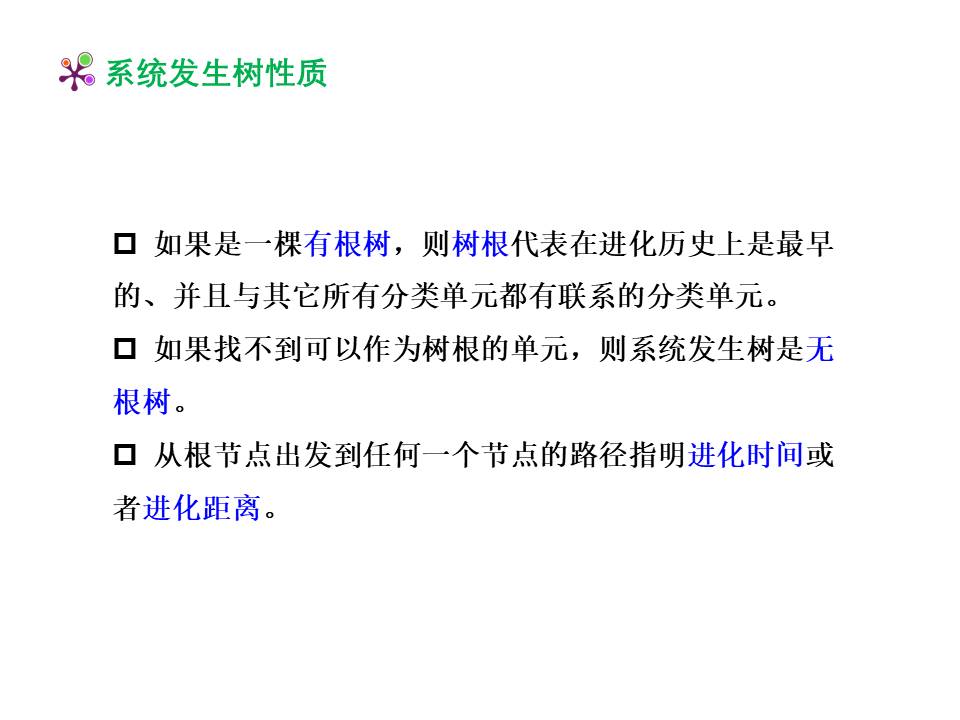 系统发生树性质
如果是一棵有根树，则树根代表在进化历史上是最早
的、并且与其它所有分类单元都有联系的分类单元。
如果找不到可以作为树根的单元，则系统发生树是无
根树。
从根节点出发到任何一个节点的路径指明进化时间或
者进化距离。